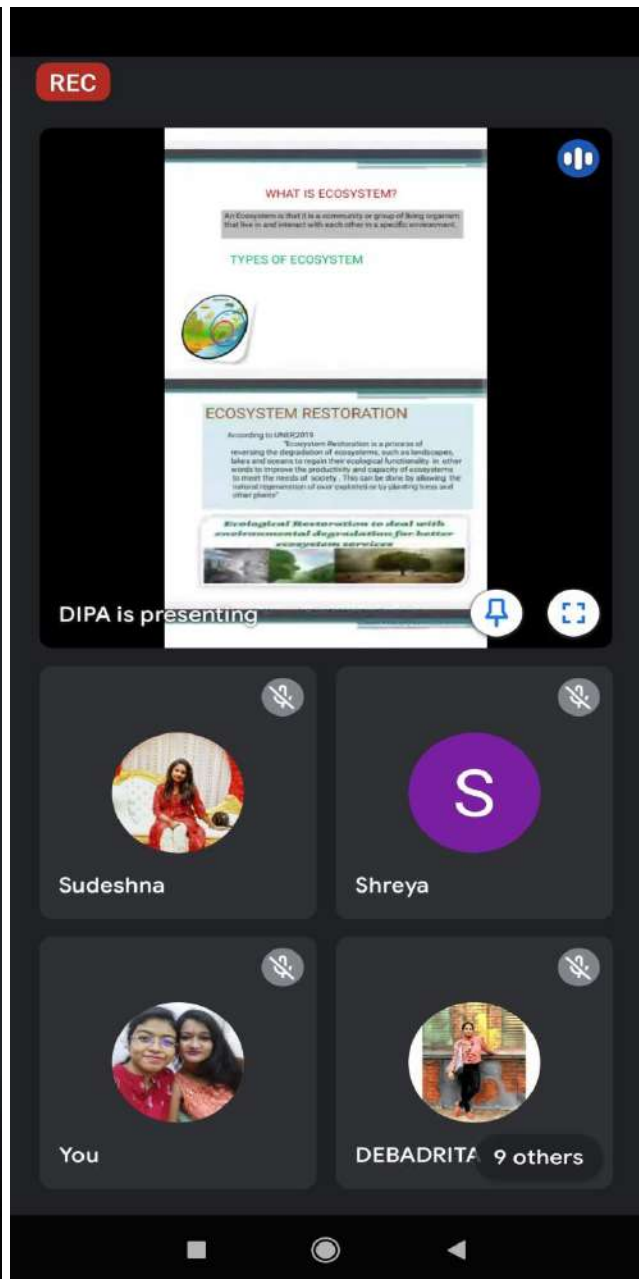 REC
WHAT IS ECOSYSTEM?
An Ecosystem is that it is a community or group of living organism
that live in and interact with each other in a specific environment.
TYPES OF ECOSYSTEM
ECOSYSTEM RESTORATION
According to UNER,2019
"Ecosystem Restoration is a process of
reversing the degradation of ecosystems, such as landscapes,
lakes and oceans to regain their ecological functionality in other
words to improve the productivity and capacity of ecosystems
to meet the needs of society . This can be done by allowing the
natural regeneration of over exploited or by planting trees and
other plants"
Ecological Restoration to deal with
environmental degradation for better
ecosystem services
DIPA is presenting
Sudeshna
S
Shreya
You
DEBADRITA
9 others